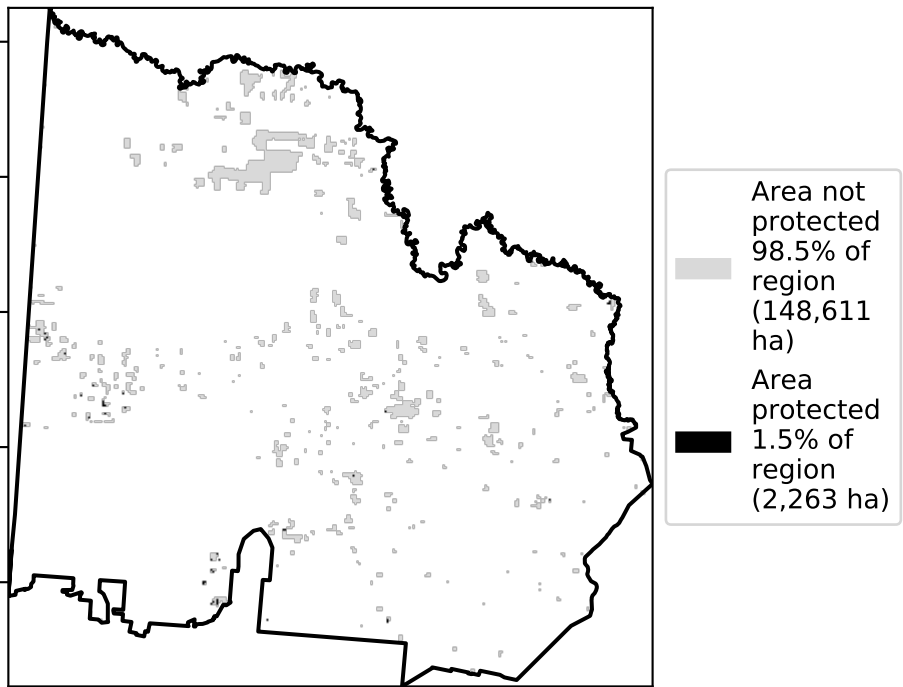 Area not
protected
98.5% of
region
(148,611
ha)
Area
protected
1.5% of
region
(2,263 ha)